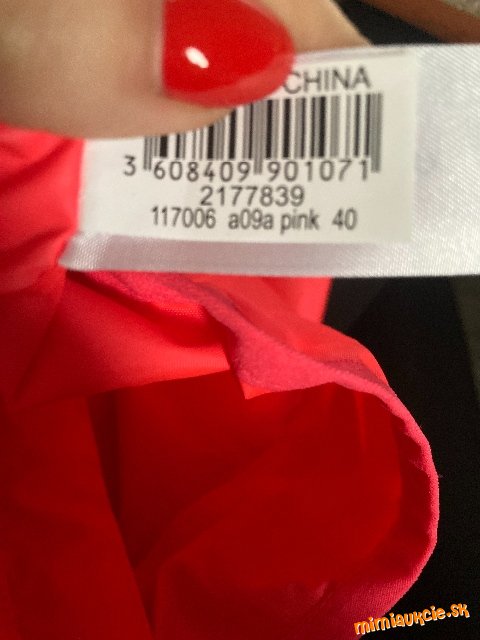 CHINA
3 608409 901071
2177839
117006 a09a pink 40
mimiaukcie.sk